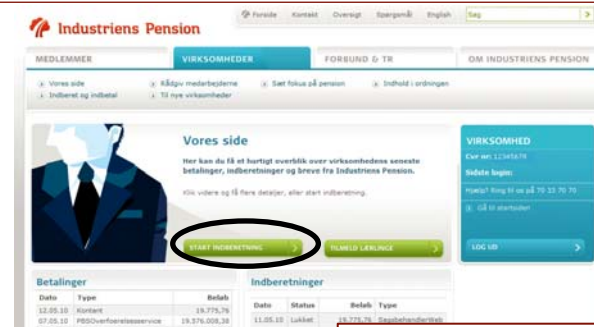 Forside Kontakt Oversigt Spørgsmål English Søg
Industriens Pension
MEDLEMMER VIRKSOMHEDER FORBUND & TR OM INDUSTRIENS PENSION
Vores side Rådgiv medarbejderne Sæt fokus på pension Indhold i ordningen
Indberet og indbetal Til nye virksomheder
Vores side
Her kan du få et hurtigt overblik over virksomhedens seneste
betalinger, indberetninger og breve fra Industriens Pension.
Klik videre og få flere detaljer, eller start indberetning.
START INDBERETNING TILMELD LÆRLINGE
VIRKSOMHED
Cvr nr: 12345678
Sidste login:
Hjælp? Ring til os på 70 33 70 70
Gå til startsiden
LOG UD
Betalinger
Dato Type Beløb
12.05.10 Kontant 19.775,76
07.05.10 PBSOverfoerselsesservice 19.376.008,38
Indberetninger
Dato Status Beløb Type
11.05.10 Lukket 19.775,76 SagsbehandlerWeb